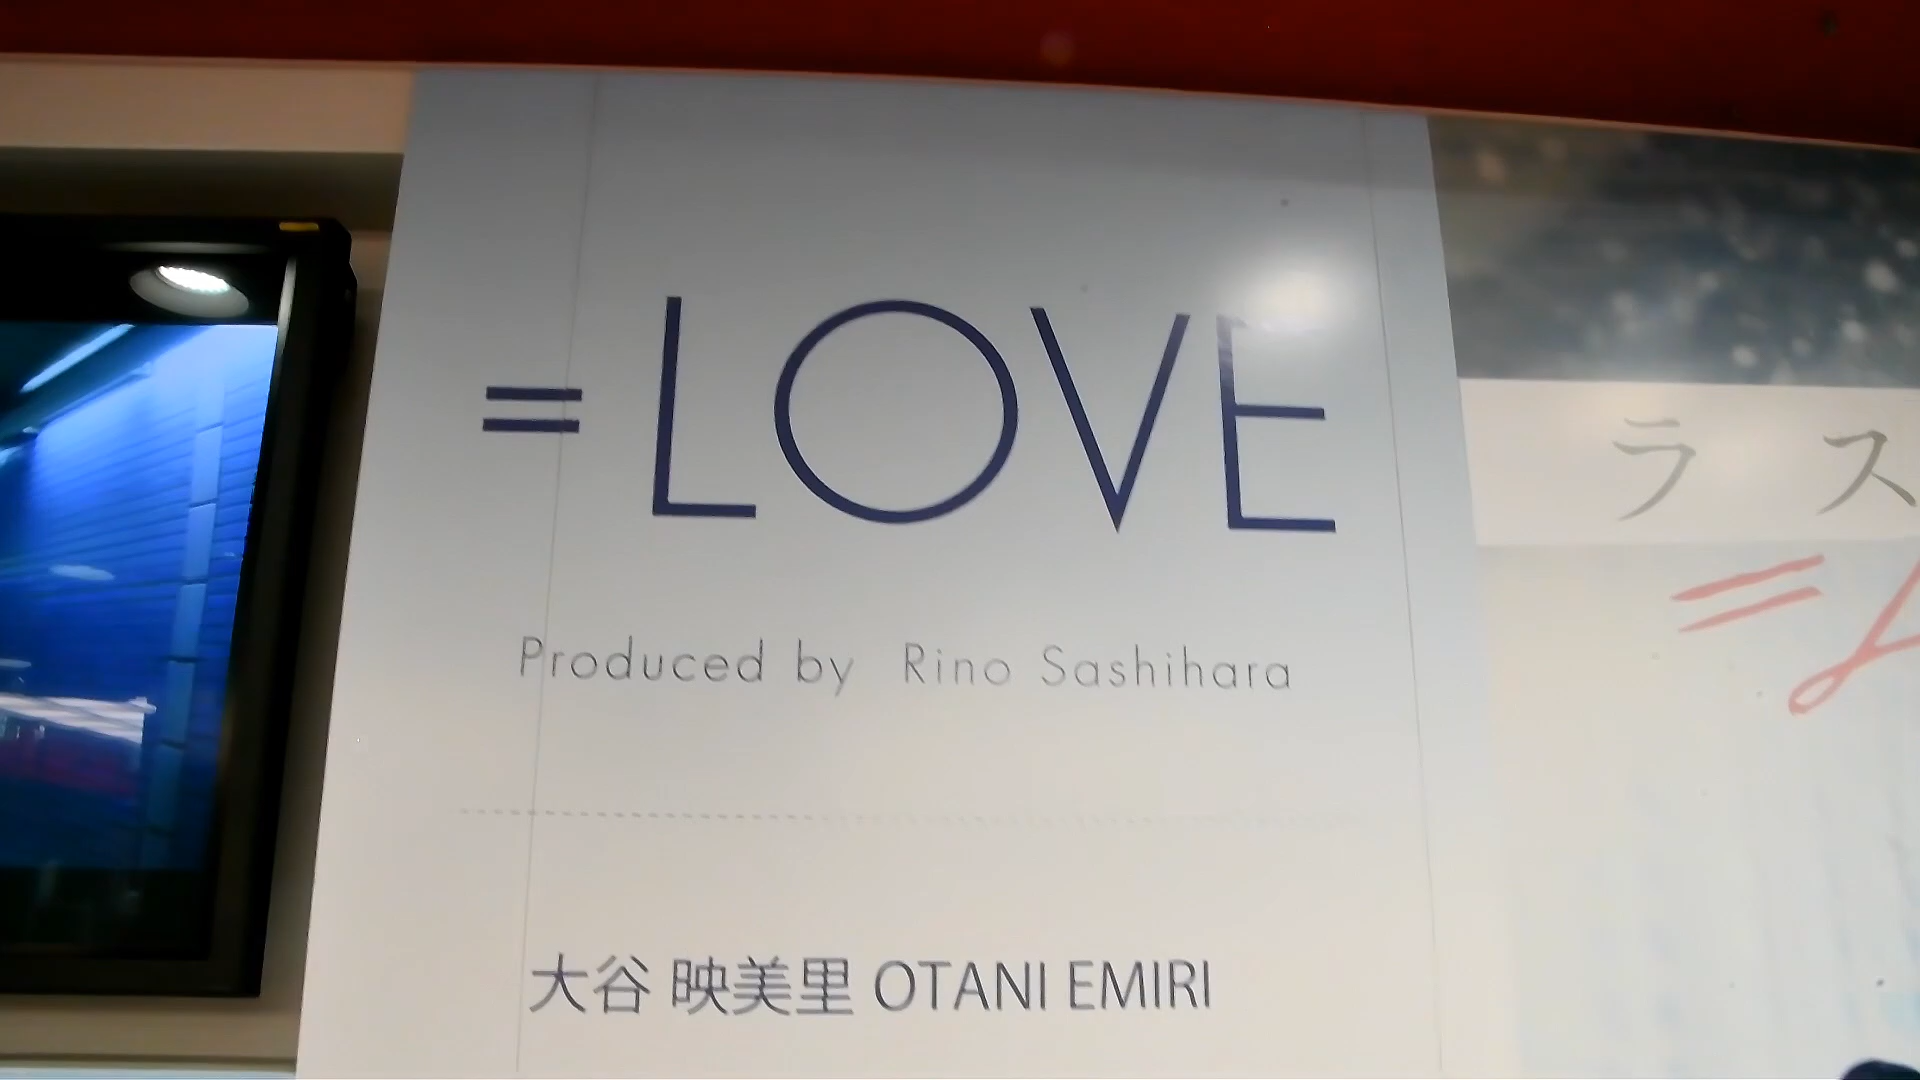 =LOVE
Produced by Rino Sashihara
大谷 映美里 OTANI EMIRI
ラス
=L